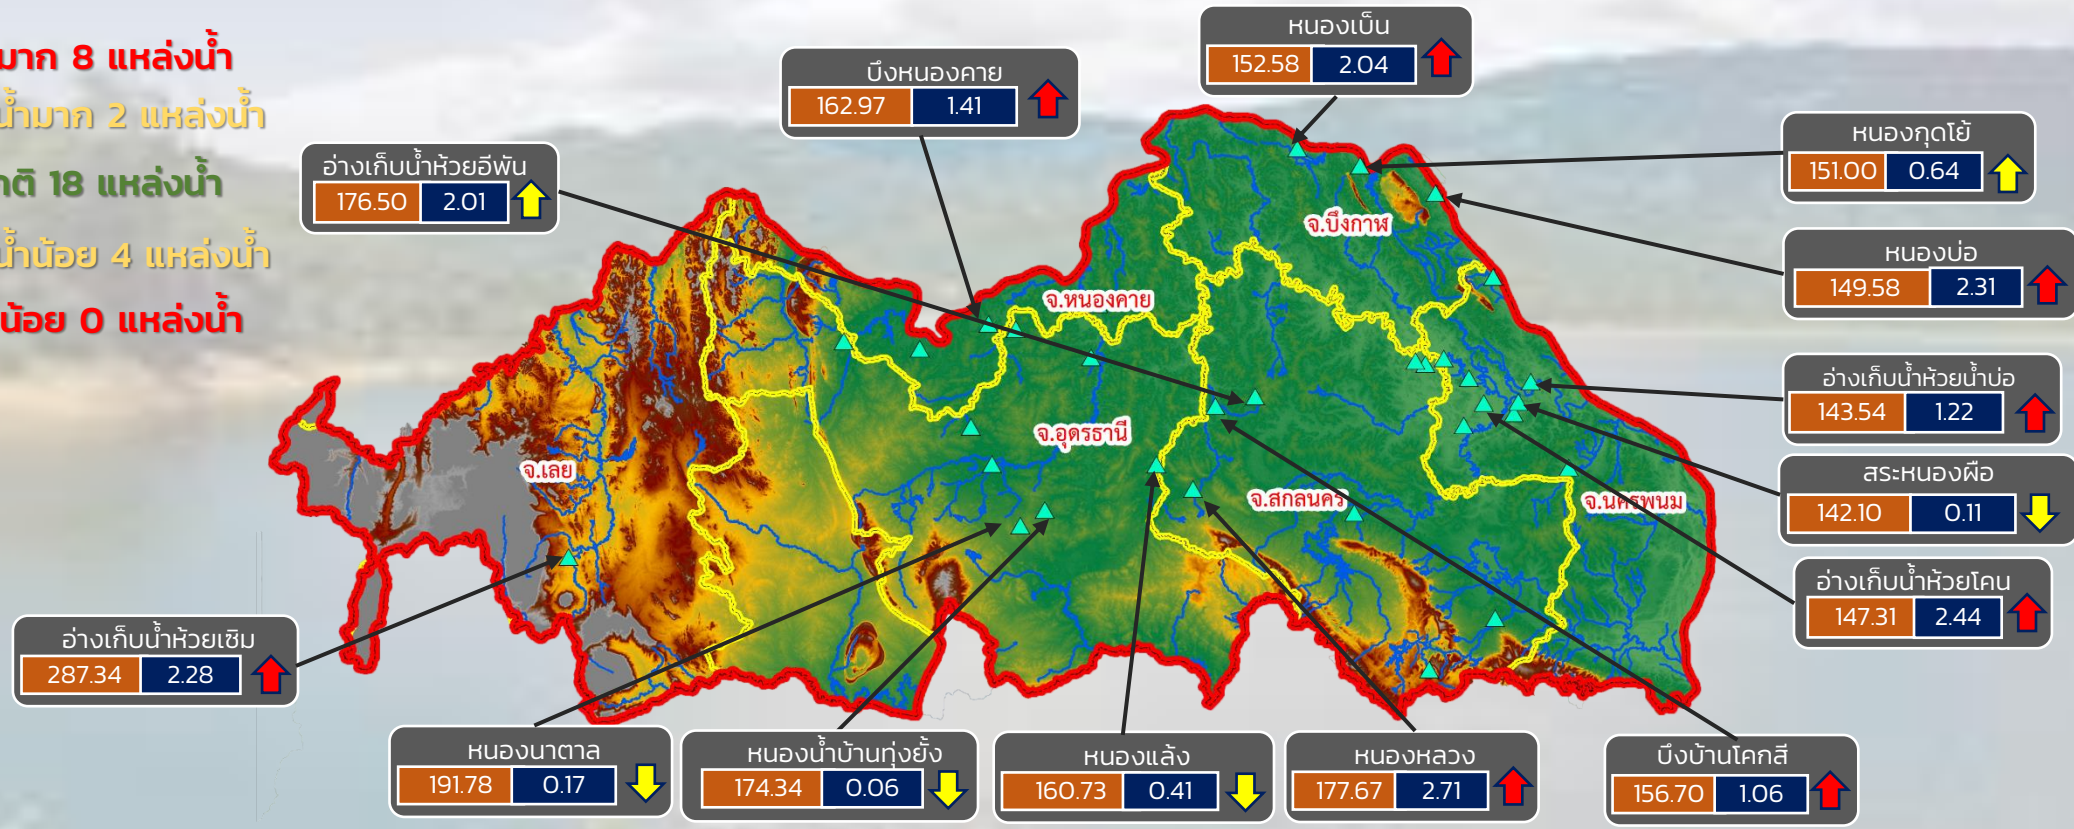 มาก 8 แหล่งน้ำ
น้ำมาก 2 แหล่งน้ำ
าติ 18 แหล่งน้ำ
น้ำน้อย 4 แหล่งน้ำ
น้อย 0 แหล่งน้ำ
หนองเบ็น
152.58 2.04
บึงหนองคาย
162.97 1.41
หนองกุดโย้
151.00 0.64
อ่างเก็บน้ำห้วยอีพัน
176.50 2.01
จ.บึงกาฬ
หนองบ่อ
149.58 2.31
จ.หนองคาย
อ่างเก็บน้ำห้วยน้ำบ่อ
143.54 1.22
จ.อุดรธานี
จ.เลย
สระหนองผือ
142.10 0.11
จ.สกลนคร
จ.นครพนม
อ่างเก็บน้ำห้วยโคน
147.31 2.44
อ่างเก็บน้ำห้วยเซิม
287.34 2.28
หนองนาตาล
191.78 0.17
หนองน้ำบ้านทุ่งยั้ง
174.34 0.06
หนองแล้ง
160.73 0.41
หนองหลวง
177.67 2.71
บึงบ้านโคกสี
156.70 1.06